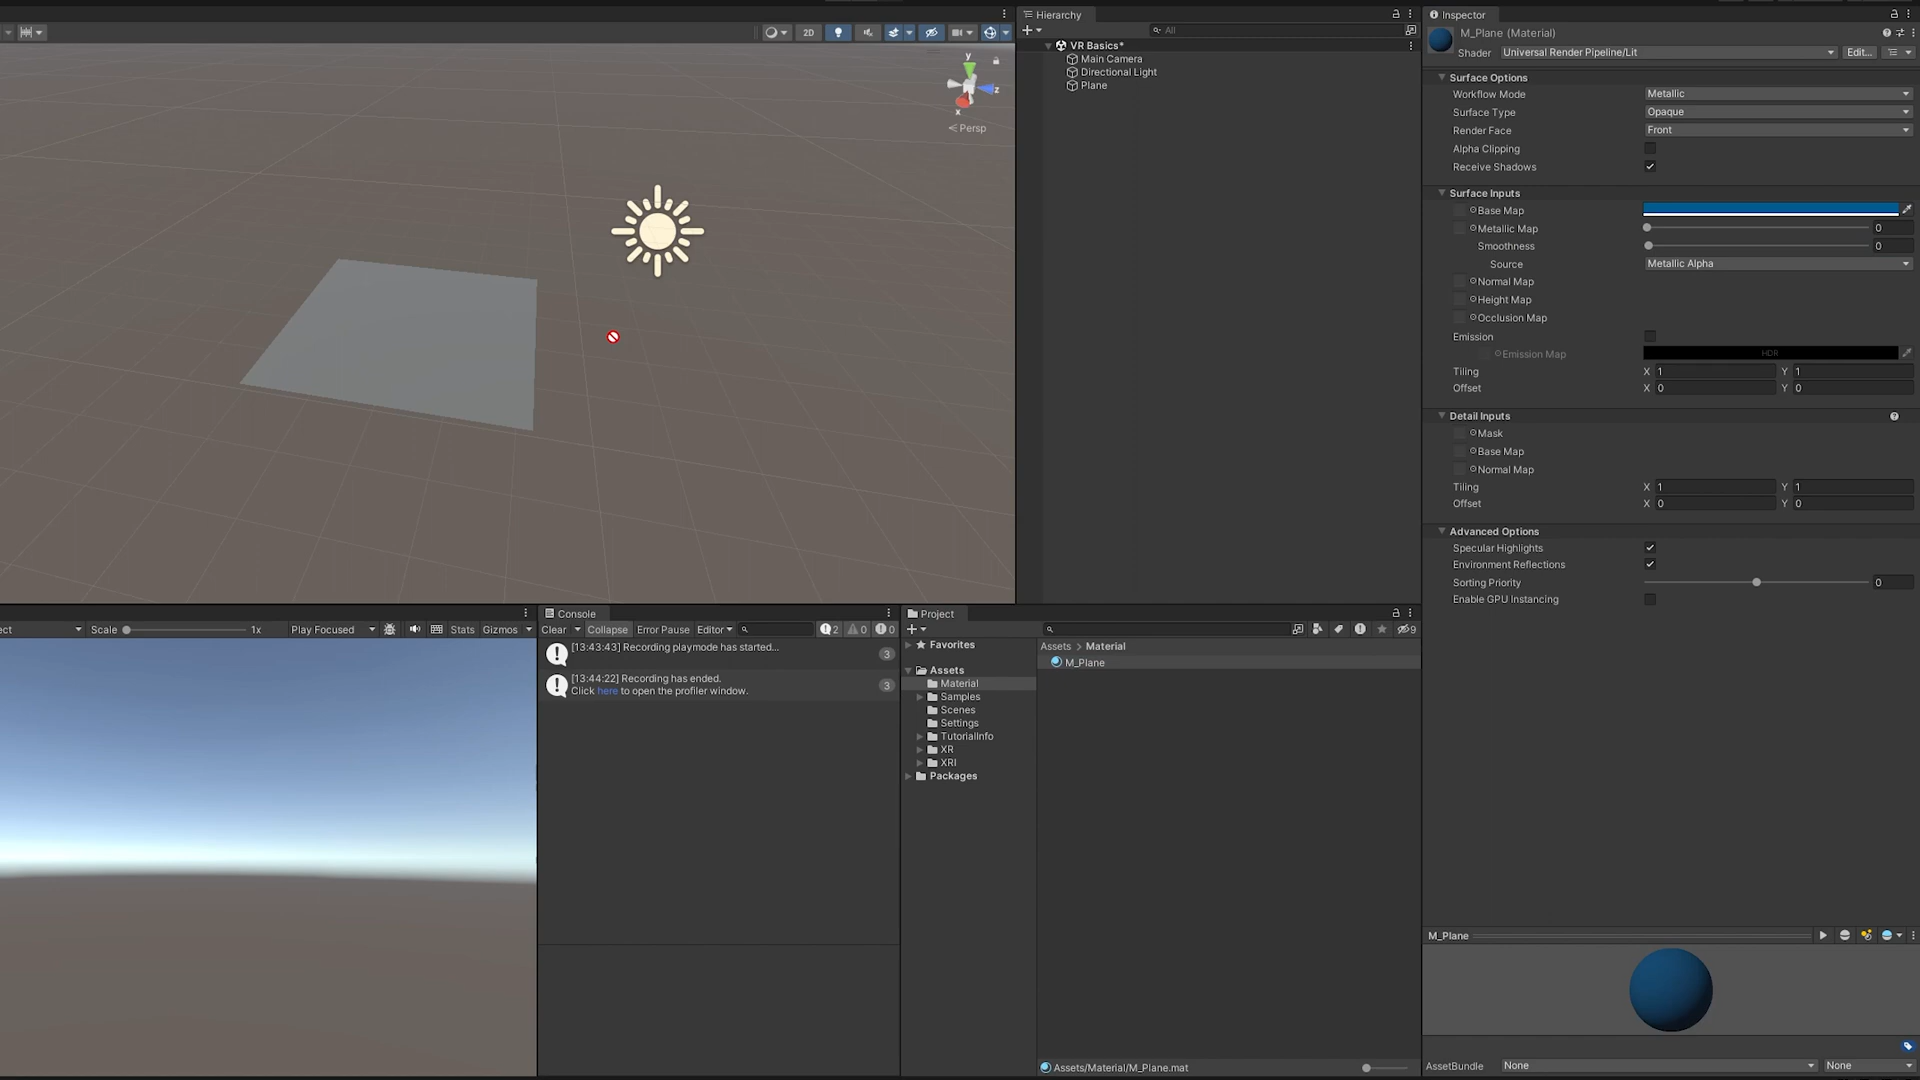 2D
y
z
x
Persp
Hierarchy
All
VR Basics*
Main Camera
Directional Light
Plane
Inspector
M_Plane (Material)
Shader Universal Render Pipeline/Lit Edit...
Surface Options
Workflow Mode Metallic
Surface Type Opaque
Render Face Front
Alpha Clipping
Receive Shadows
Surface Inputs
Base Map
Metallic Map 0
Smoothness 0
Source Metallic Alpha
Normal Map
Height Map
Occlusion Map
Emission
Emission Map HDR
Tiling X 1 Y 1
Offset X 0 Y 0
Detail Inputs
Mask
Base Map
Normal Map
Tiling X 1 Y 1
Offset X 0 Y 0
Advanced Options
Specular Highlights
Environment Reflections
Sorting Priority 0
Enable GPU Instancing
ect Scale 1x Play Focused Stats Gizmos
Console
Clear Collapse Error Pause Editor 2 0 0
[13:43:43] Recording playmode has started... 3
[13:44:22] Recording has ended. 3
Click here to open the profiler window.
Project
9
Favorites
Assets
Material
Samples
Scenes
Settings
TutorialInfo
XR
XRI
Packages
Assets > Material
M_Plane
Assets/Material/M_Plane.mat
M_Plane
AssetBundle None None